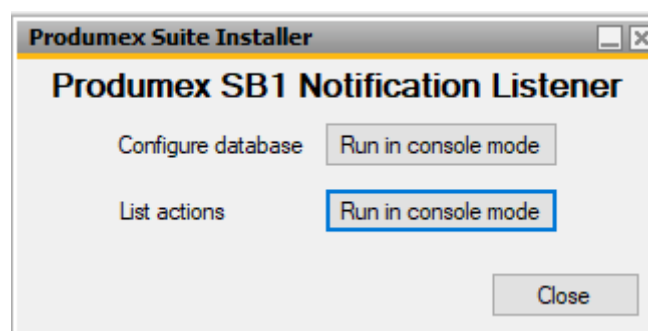 Produmex Suite Installer
Produmex SB1 Notification Listener
Configure database Run in console mode
List actions Run in console mode
Close